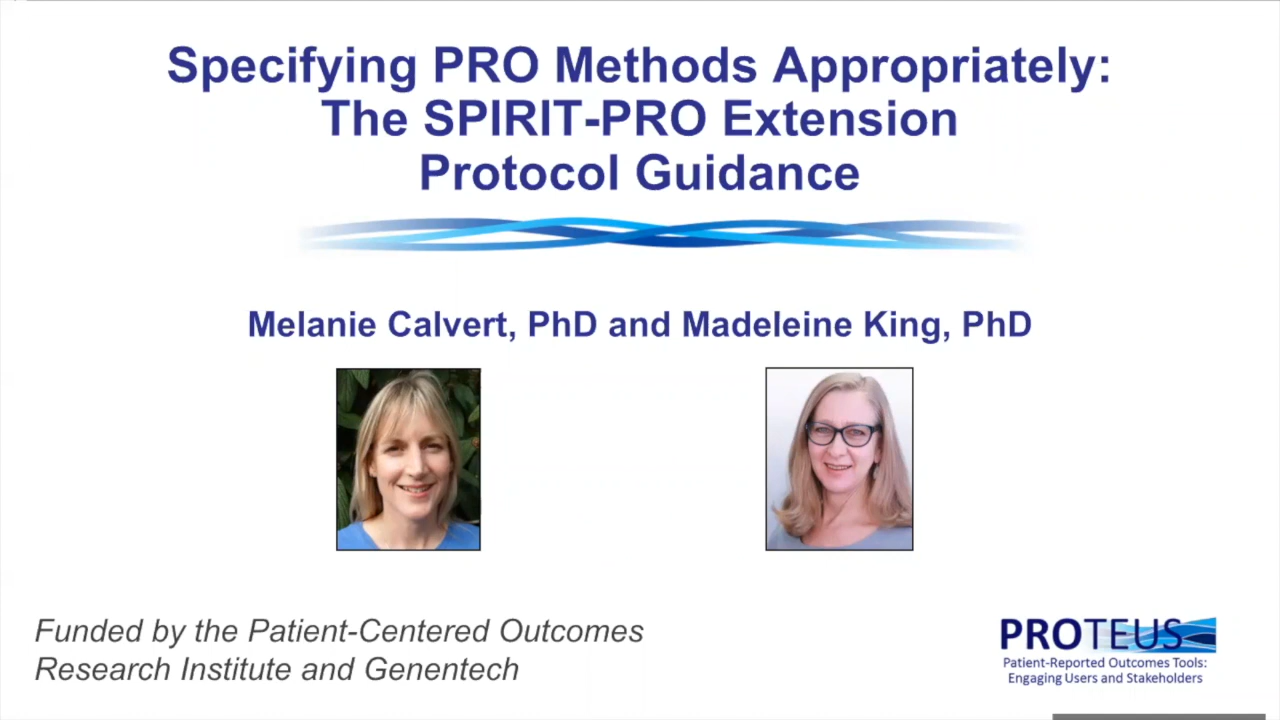 Specifying PRO Methods Appropriately:
The SPIRIT-PRO Extension
Protocol Guidance
Melanie Calvert, PhD and Madeleine King, PhD
Funded by the Patient-Centered Outcomes
Research Institute and Genentech
PROTEUS
Patient-Reported Outcomes Tools:
Engaging Users and Stakeholders